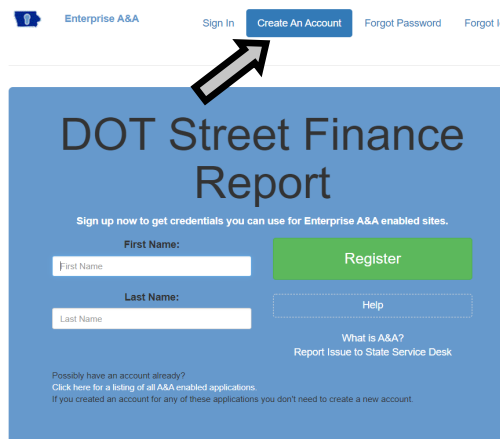 Enterprise A&A
Sign In Create An Account Forgot Password Forgot
DOT Street Finance
Report
Sign up now to get credentials you can use for Enterprise A&A enabled sites.
First Name:
First Name
Register
Last Name:
Last Name
Help
What is A&A?
Report Issue to State Service Desk
Possibly have an account already?
Click here for a listing of all A&A enabled applications.
If you created an account for any of these applications you don't need to create a new account.